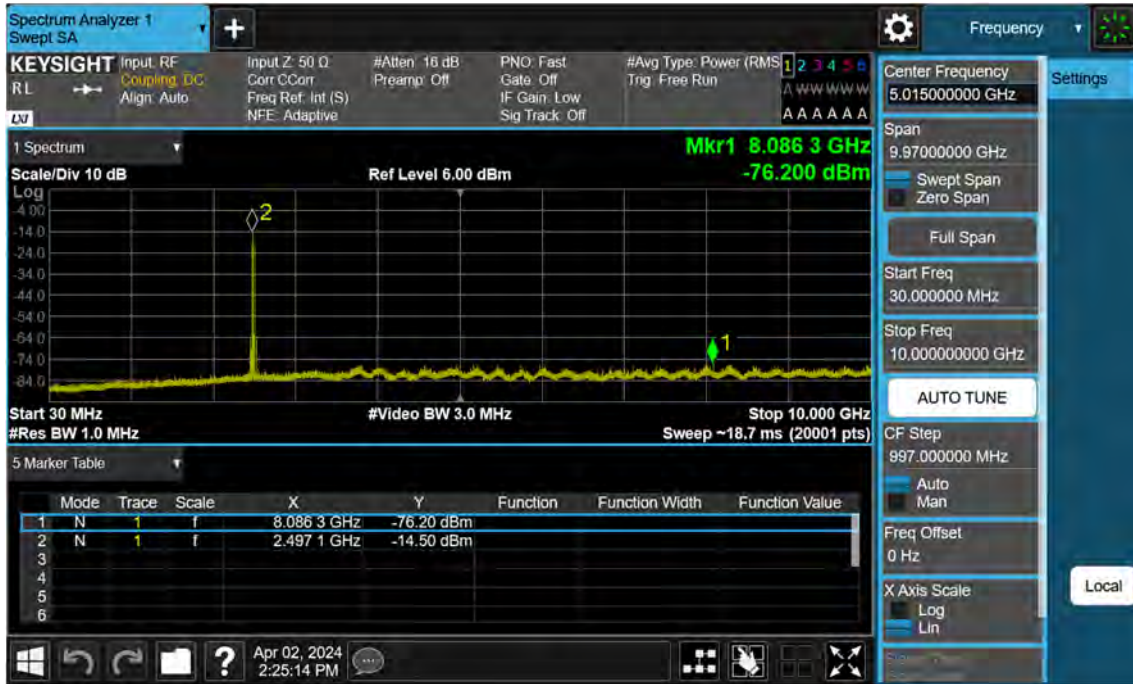 Spectrum Analyzer 1
Swept SA
+
Frequency
KEYSIGHT
RL
LXI
Input: RF
Coupling: DC
Align: Auto
Input Z: 50 Ω
Corr CCorr
Freq Ref: Int (S)
NFE: Adaptive
#Atten: 16 dB
Preamp: Off
PNO: Fast
Gate: Off
IF Gain: Low
Sig Track: Off
#Avg Type: Power (RMS
Trig: Free Run
1 2 3 4 5 6
A W W W W W
A A A A A A
1 Spectrum
Scale/Div 10 dB
Ref Level 6.00 dBm
Mkr1 8.086 3 GHz
-76.200 dBm
Log
-4.00
-14.0
-24.0
-34.0
-44.0
-54.0
-64.0
-74.0
-84.0
2
1
Start 30 MHz
#Video BW 3.0 MHz
Stop 10.000 GHz
#Res BW 1.0 MHz
Sweep ~18.7 ms (20001 pts)
5 Marker Table
Mode Trace Scale X Y Function Function Width Function Value
1 N 1 f 8.086 3 GHz -76.20 dBm
2 N 1 f 2.497 1 GHz -14.50 dBm
3
4
5
6
?
Apr 02, 2024
2:25:14 PM
Center Frequency
5.015000000 GHz
Settings
Span
9.97000000 GHz
Swept Span
Zero Span
Full Span
Start Freq
30.000000 MHz
Stop Freq
10.000000000 GHz
AUTO TUNE
CF Step
997.000000 MHz
Auto
Man
Freq Offset
0 Hz
X Axis Scale
Log
Lin
Local